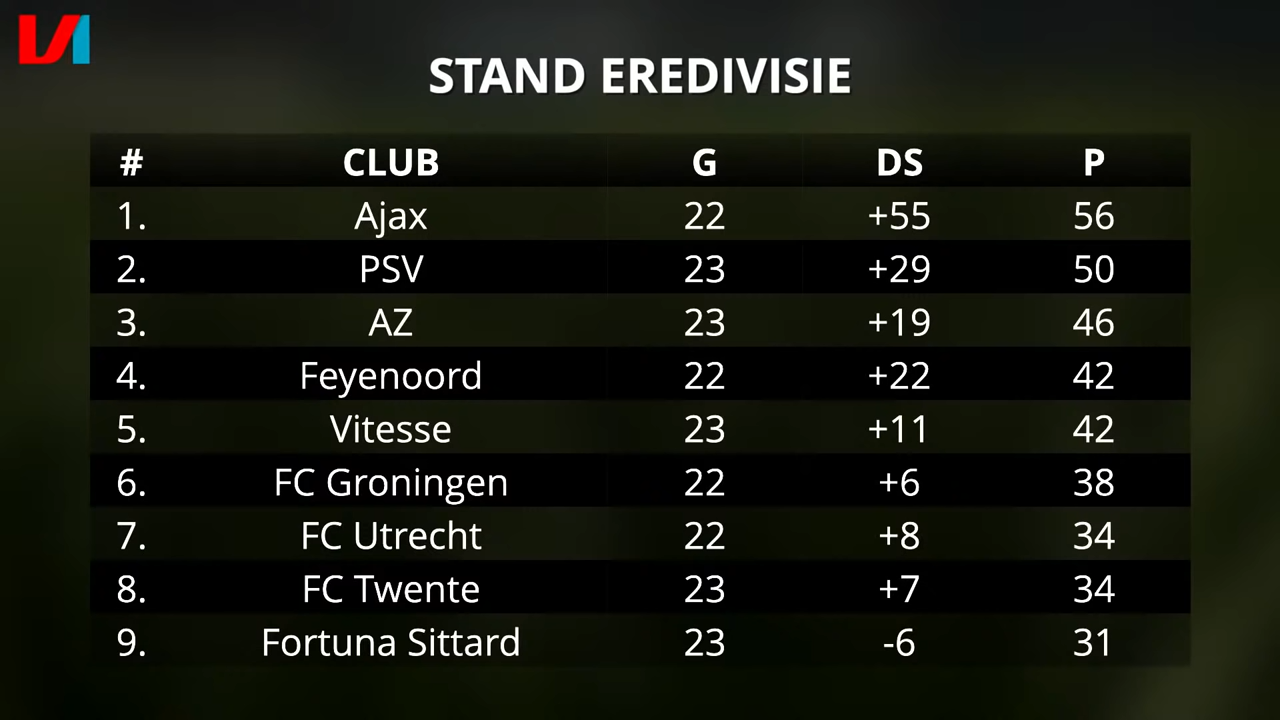 VI
STAND EREDIVISIE
# CLUB G DS P
1. Ajax 22 +55 56
2. PSV 23 +29 50
3. AZ 23 +19 46
4. Feyenoord 22 +22 42
5. Vitesse 23 +11 42
6. FC Groningen 22 +6 38
7. FC Utrecht 22 +8 34
8. FC Twente 23 +7 34
9. Fortuna Sittard 23 -6 31